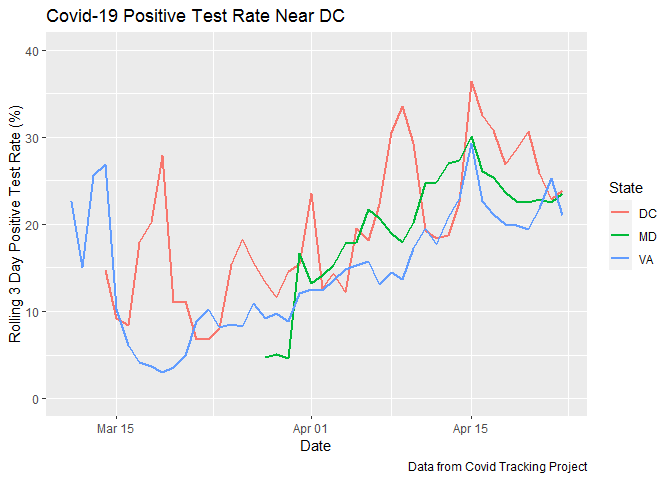 Covid-19 Positive Test Rate Near DC
Rolling 3 Day Positive Test Rate (%)
40
30
20
10
0
Mar 15
Apr 01
Apr 15
Date
State
DC
MD
VA
Data from Covid Tracking Project